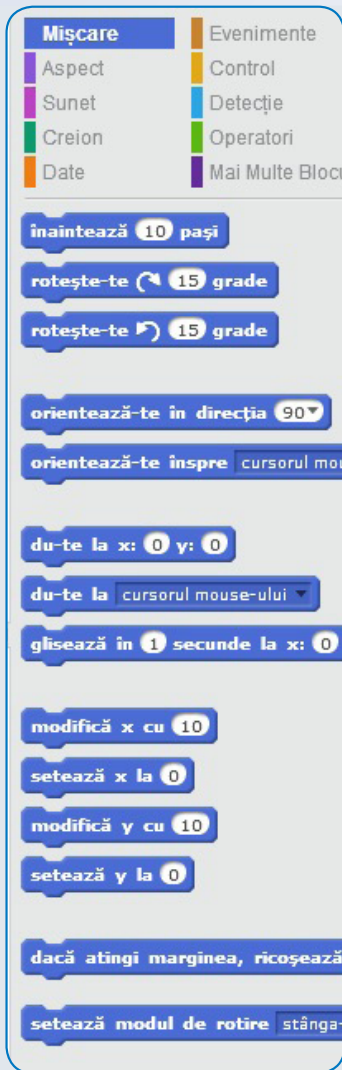 Mișcare
Evenimente
Aspect
Control
Sunet
Detecție
Creion
Operatori
Date
Mai Multe
înaintează 10 pași
rotește-te 15 grade
rotește-te 15 grade
orientează-te în direcția 90
orientează-te înspre cursorul
du-te la x: 0 y: 0
du-te la cursorul mouse-ului
glisează în 1 secunde la x: 0
modifică x cu 10
setează x la 0
modifică y cu 10
setează y la 0
dacă atingi marginea, ricoșează
setează modul de rotire stânga-